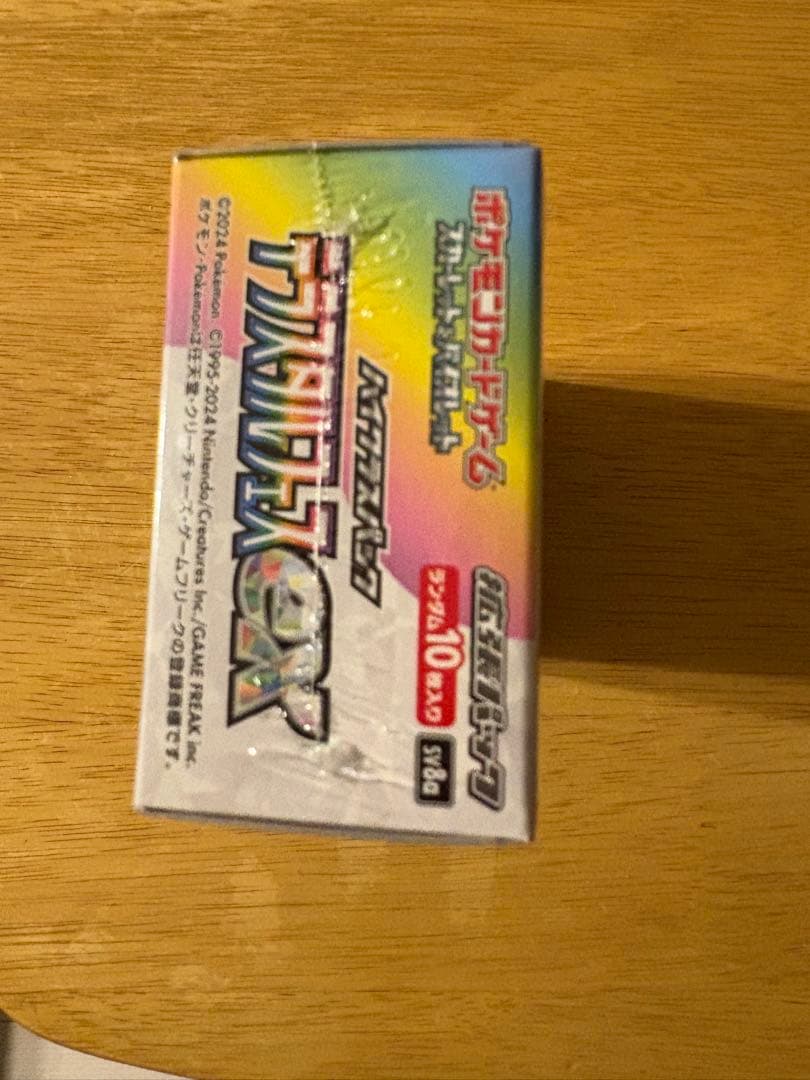 ポケモンカードゲーム
スカーレット&バイオレット
拡張パック
ランダム10枚入り
SV8a
ハイクラスパック
テラスタルフェスex
©2024 Pokémon ©1995-2024 Nintendo/Creatures Inc./GAME FREAK inc.
ポケモン・Pokémonは任天堂・クリーチャーズ・ゲームフリークの登録商標です。